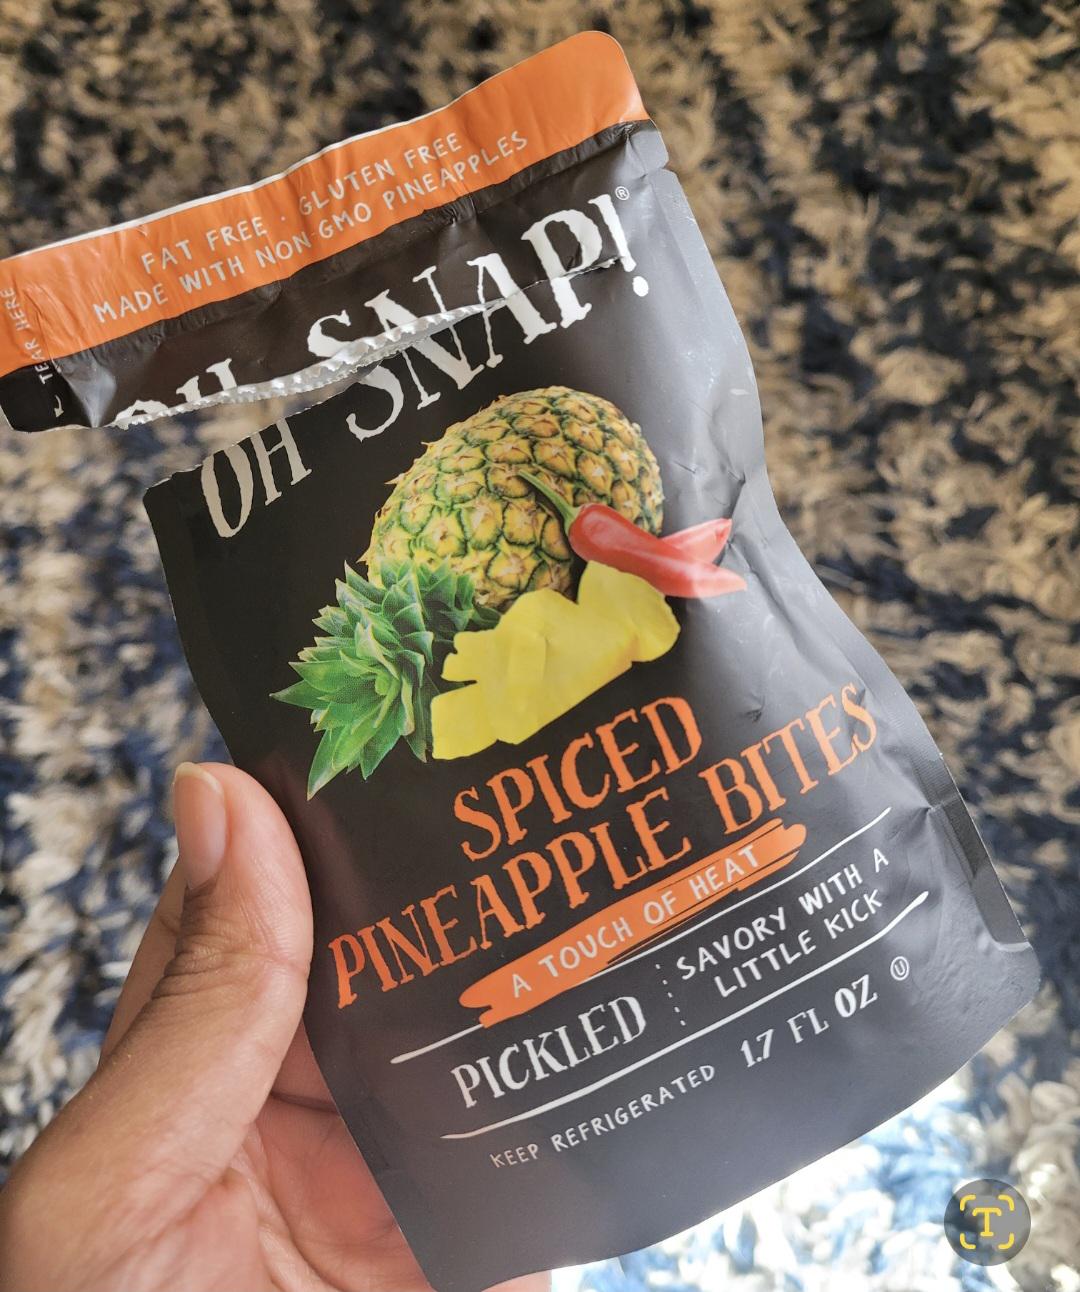 FAT FREE · GLUTEN FREE
MADE WITH NON-GMO PINEAPPLES
TEAR HERE
OH SNAP!®
SPICED
PINEAPPLE BITES
A TOUCH OF HEAT
PICKLED
SAVORY WITH A
LITTLE KICK
KEEP REFRIGERATED 1.7 FL OZ Ⓤ
T